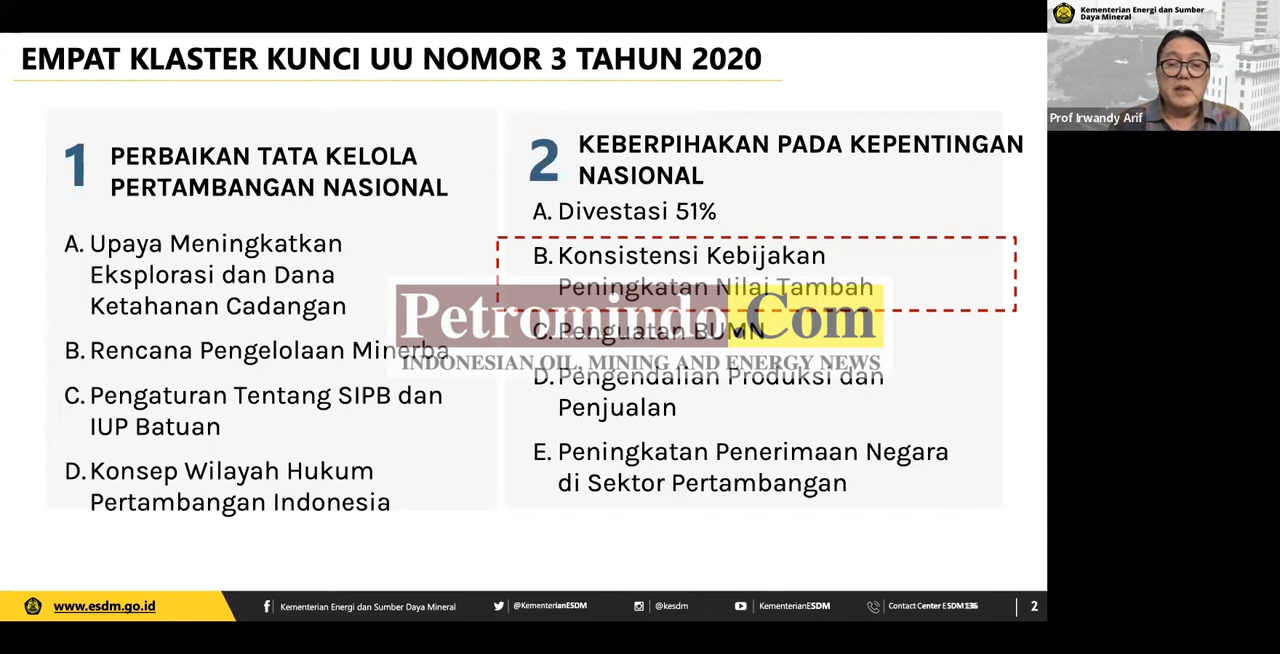 EMPAT KLASTER KUNCI UU NOMOR 3 TAHUN 2020
Kementerian Energi dan Sumber
Daya Mineral
Prof Irwandy Arif
1 PERBAIKAN TATA KELOLA
PERTAMBANGAN NASIONAL
A. Upaya Meningkatkan
Eksplorasi dan Dana
Ketahanan Cadangan
B. Rencana Pengelolaan Minerba
C. Pengaturan Tentang SIPB dan
IUP Batuan
D. Konsep Wilayah Hukum
Pertambangan Indonesia
2 KEBERPIHAKAN PADA KEPENTINGAN
NASIONAL
A. Divestasi 51%
B. Konsistensi Kebijakan
Peningkatan Nilai Tambah
C. Penguatan BUMN
D. Pengendalian Produksi dan
Penjualan
E. Peningkatan Penerimaan Negara
di Sektor Pertambangan
Petromindo.Com
INDONESIAN OIL, MINING AND ENERGY NEWS
www.esdm.go.id
Kementerian Energi dan Sumber Daya Mineral
@KementerianESDM
@kesdm
KementerianESDM
Contact Center ESDM 136
2